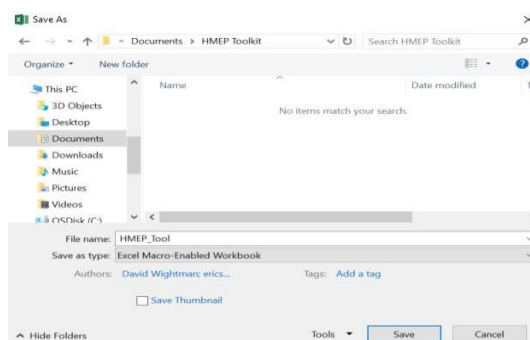 Save As
Documents > HMEP Toolkit
Search HMEP Toolkit
Organize
New folder
This PC
3D Objects
Desktop
Documents
Downloads
Music
Pictures
Videos
OSDisk (C:)
Name
Date modified
No items match your search.
File name: HMEP_Tool
Save as type: Excel Macro-Enabled Workbook
Authors: David Wightman; erics...
Tags: Add a tag
Save Thumbnail
Hide Folders
Tools
Save
Cancel